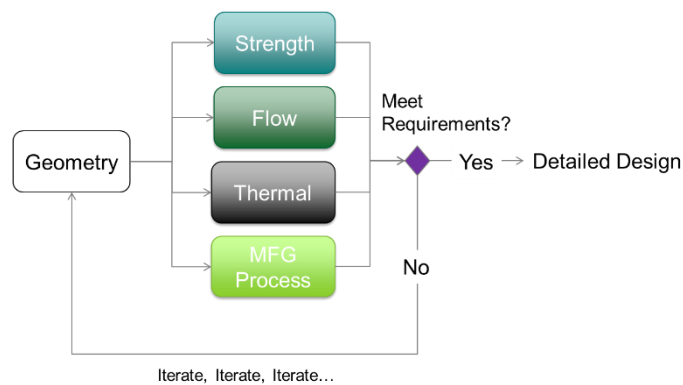 Strength
Flow
Geometry
Thermal
MFG
Process
Meet
Requirements?
Yes
Detailed Design
No
Iterate, Iterate, Iterate…